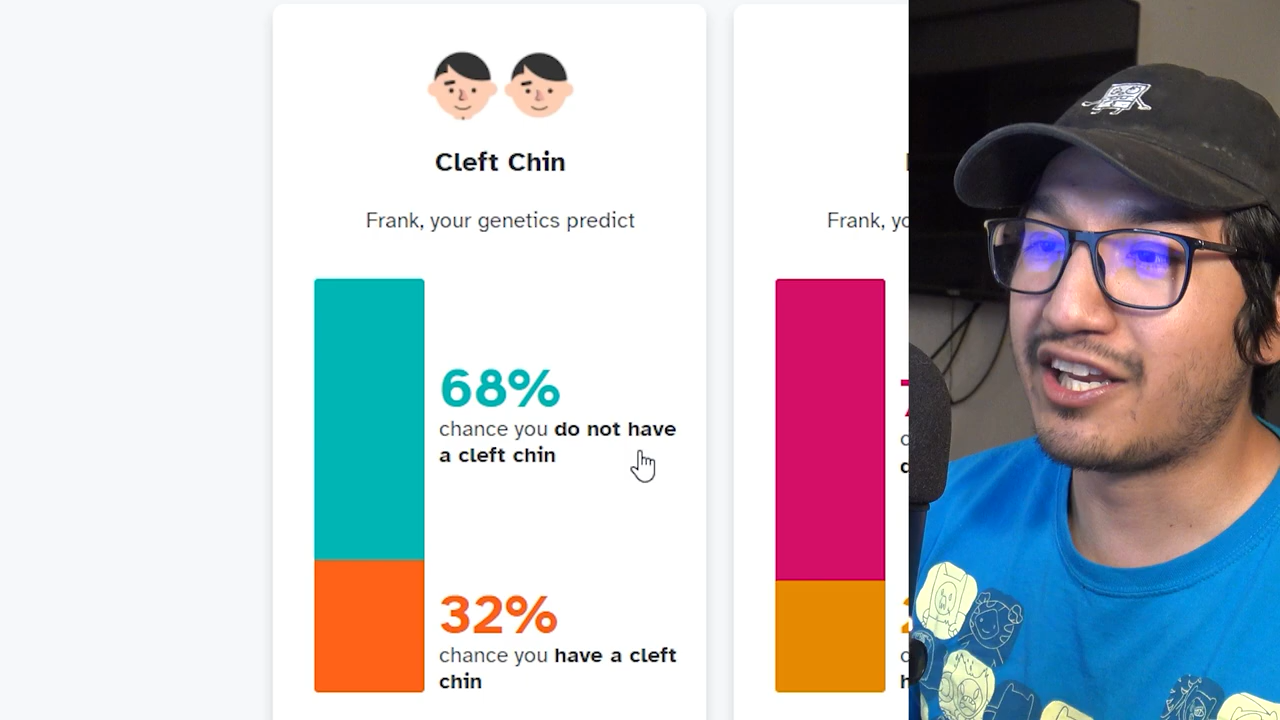 Cleft Chin
Frank, your genetics predict
68%
chance you do not have
a cleft chin
32%
chance you have a cleft
chin
Frank,